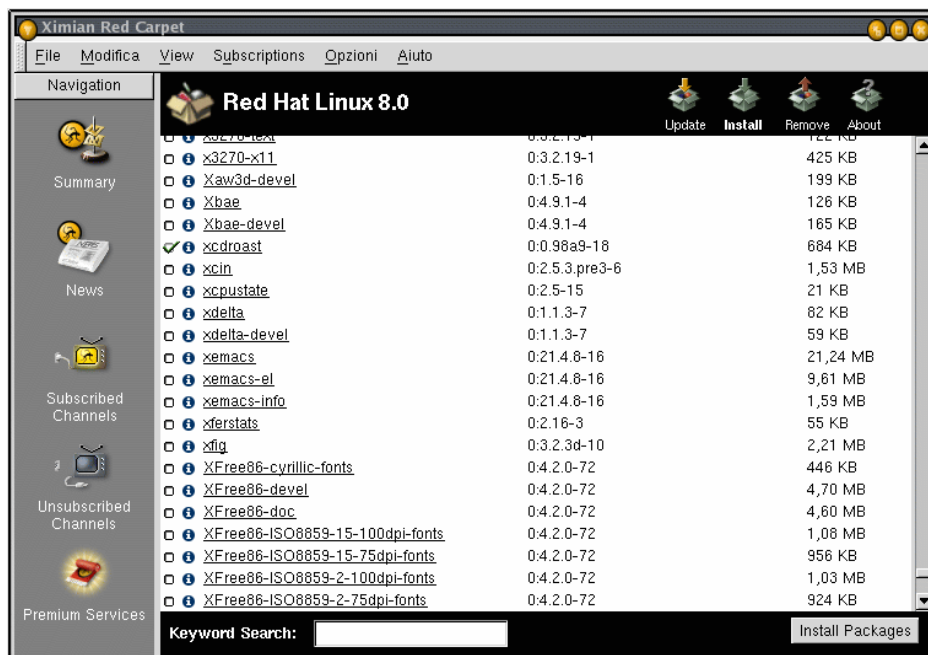 Ximian Red Carpet
File Modifica View Subscriptions Opzioni Aiuto
Navigation
Red Hat Linux 8.0
Update Install Remove About
Summary
News
Subscribed
Channels
Unsubscribed
Channels
Premium Services
x3270-text 0:3.2.19-1 122 KB
x3270-x11 0:3.2.19-1 425 KB
Xaw3d-devel 0:1.5-16 199 KB
Xbae 0:4.9.1-4 126 KB
Xbae-devel 0:4.9.1-4 165 KB
xcdroast 0:0.98a9-18 684 KB
xcin 0:2.5.3.pre3-6 1,53 MB
xcpustate 0:2.5-15 21 KB
xdelta 0:1.1.3-7 82 KB
xdelta-devel 0:1.1.3-7 59 KB
xemacs 0:21.4.8-16 21,24 MB
xemacs-el 0:21.4.8-16 9,61 MB
xemacs-info 0:21.4.8-16 1,59 MB
xferstats 0:2.16-3 55 KB
xfig 0:3.2.3d-10 2,21 MB
XFree86-cyrillic-fonts 0:4.2.0-72 446 KB
XFree86-devel 0:4.2.0-72 4,70 MB
XFree86-doc 0:4.2.0-72 4,60 MB
XFree86-ISO8859-15-100dpi-fonts 0:4.2.0-72 1,08 MB
XFree86-ISO8859-15-75dpi-fonts 0:4.2.0-72 956 KB
XFree86-ISO8859-2-100dpi-fonts 0:4.2.0-72 1,03 MB
XFree86-ISO8859-2-75dpi-fonts 0:4.2.0-72 924 KB
Keyword Search: Install Packages